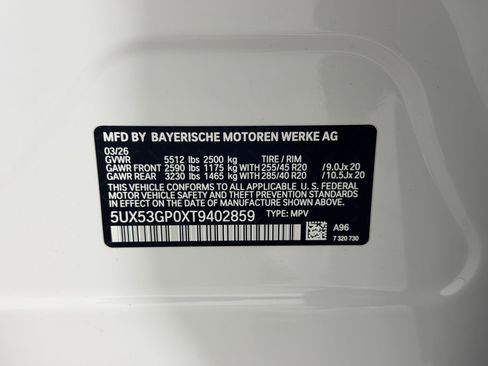 MFD BY BAYERISCHE MOTOREN WERKE AG
03/26
GVWR 5512 lbs 2500 kg TIRE / RIM
GAWR FRONT 2590 lbs 1175 kg WITH 255/45 R20 /9.0Jx 20
GAWR REAR 3230 lbs 1465 kg WITH 285/40 R20 /10.5Jx 20
THIS VEHICLE CONFORMS TO ALL APPLICABLE U.S. FEDERAL
MOTOR VEHICLE SAFETY AND THEFT PREVENTION STANDARDS
IN EFFECT ON THE DATE OF MANUFACTURE SHOWN ABOVE.
5UX53GP0XT9402859 TYPE: MPV
A96
7 320 730